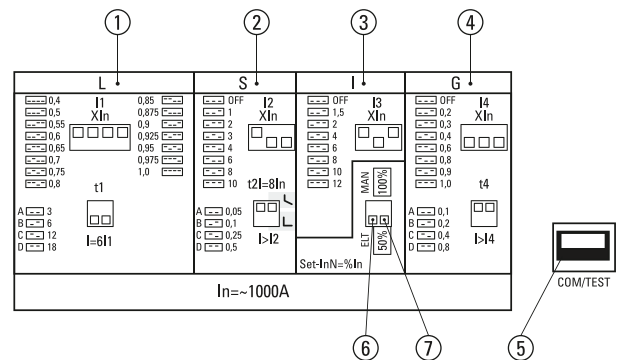 1
2
3
4
5
6
7
L
S
I
G
0,4
0,5
0,55
0,6
0,65
0,7
0,75
0,8
I1
XIn
0,85
0,875
0,9
0,925
0,95
0,975
1,0
t1
A 3
B 6
C 12
D 18
I=6I1
OFF
1
2
3
4
6
8
10
I2
XIn
t2I=8In
A 0,05
B 0,1
C 0,25
D 0,5
I>I2
OFF
1,5
2
4
6
8
10
12
I3
XIn
MAN
100%
ELT
50%
Set-InN=%In
OFF
0,2
0,3
0,4
0,6
0,8
0,9
1,0
I4
XIn
t4
A 0,1
B 0,2
C 0,4
D 0,8
I>I4
In=~1000A
COM/TEST